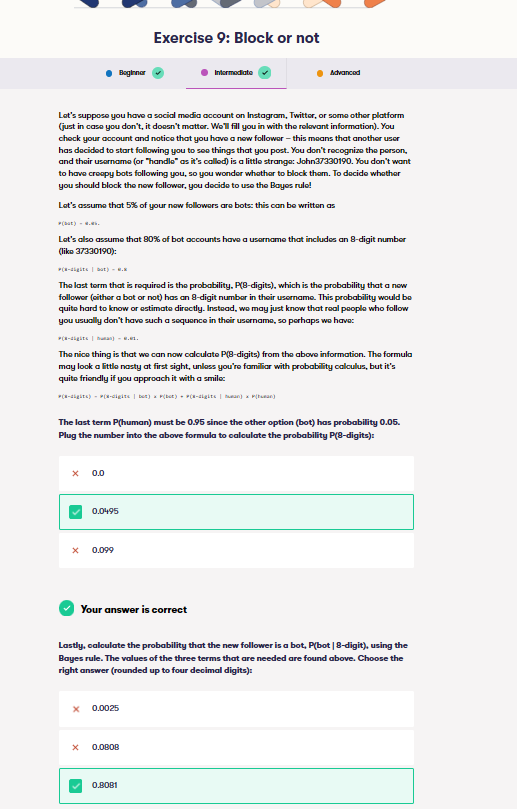 Exercise 9: Block or not
Beginner
Intermediate
Advanced
Let's suppose you have a social media account on Instagram, Twitter, or some other platform
(just in case you don't, it doesn't matter. We'll fill you in with the relevant information). You
check your account and notice that you have a new follower – this means that another user
has decided to start following you to see things that you post. You don't recognize the person,
and their username (or "handle" as it's called) is a little strange: John37330190. You don't want
to have creepy bots following you, so you wonder whether to block them. To decide whether
you should block the new follower, you decide to use the Bayes rule!
Let's assume that 5% of your new followers are bots: this can be written as
P(bot) = 0.05.
Let's also assume that 80% of bot accounts have a username that includes an 8-digit number
(like 37330190):
P(8-digits | bot) = 0.8
The last term that is required is the probability, P(8-digits), which is the probability that a new
follower (either a bot or not) has an 8-digit number in their username. This probability would be
quite hard to know or estimate directly. Instead, we may just know that real people who follow
you usually don't have such a sequence in their username, so perhaps we have:
P(8-digits | human) = 0.01.
The nice thing is that we can now calculate P(8-digits) from the above information. The formula
may look a little nasty at first sight, unless you're familiar with probability calculus, but it's
quite friendly if you approach it with a smile:
P(8-digits) = P(8-digits | bot) x P(bot) + P(8-digits | human) x P(human)
The last term P(human) must be 0.95 since the other option (bot) has probability 0.05.
Plug the number into the above formula to calculate the probability P(8-digits):
0.0
0.0495
0.099
Your answer is correct
Lastly, calculate the probability that the new follower is a bot, P(bot | 8-digit), using the
Bayes rule. The values of the three terms that are needed are found above. Choose the
right answer (rounded up to four decimal digits):
0.0025
0.0808
0.8081